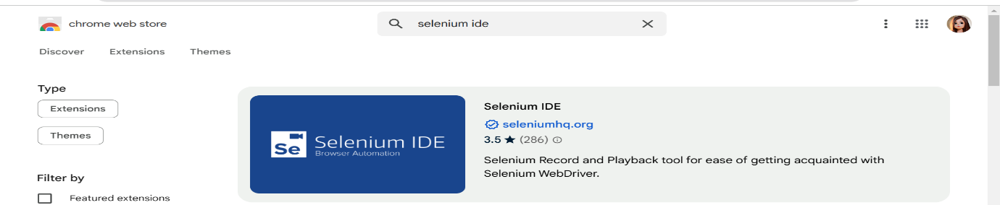 chrome web store
selenium ide
Discover Extensions Themes
Type
Extensions
Themes
Filter by
Featured extensions
Se Selenium IDE
Browser Automation
Selenium IDE
seleniumhq.org
3.5 ★ (286)
Selenium Record and Playback tool for ease of getting acquainted with
Selenium WebDriver.